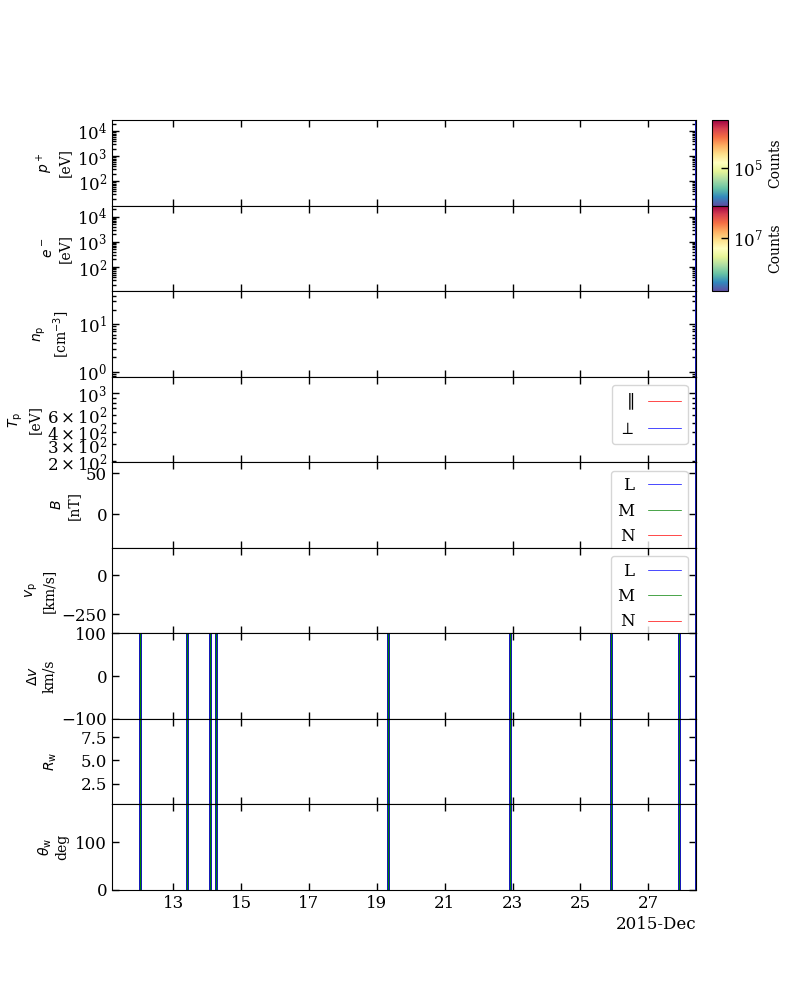 10⁴
10³
10²
p⁺
[eV]
10⁵
Counts
10⁴
10³
10²
e⁻
[eV]
10⁷
Counts
10¹
10⁰
nₚ
[cm⁻³]
10³
6 × 10²
4 × 10²
3 × 10²
2 × 10²
Tₚ
[eV]
∥
⊥
50
0
B
[nT]
L
M
N
0
−250
vₚ
[km/s]
L
M
N
100
0
−100
Δv
km/s
7.5
5.0
2.5
R_w
100
0
θ_w
deg
13 15 17 19 21 23 25 27
2015-Dec